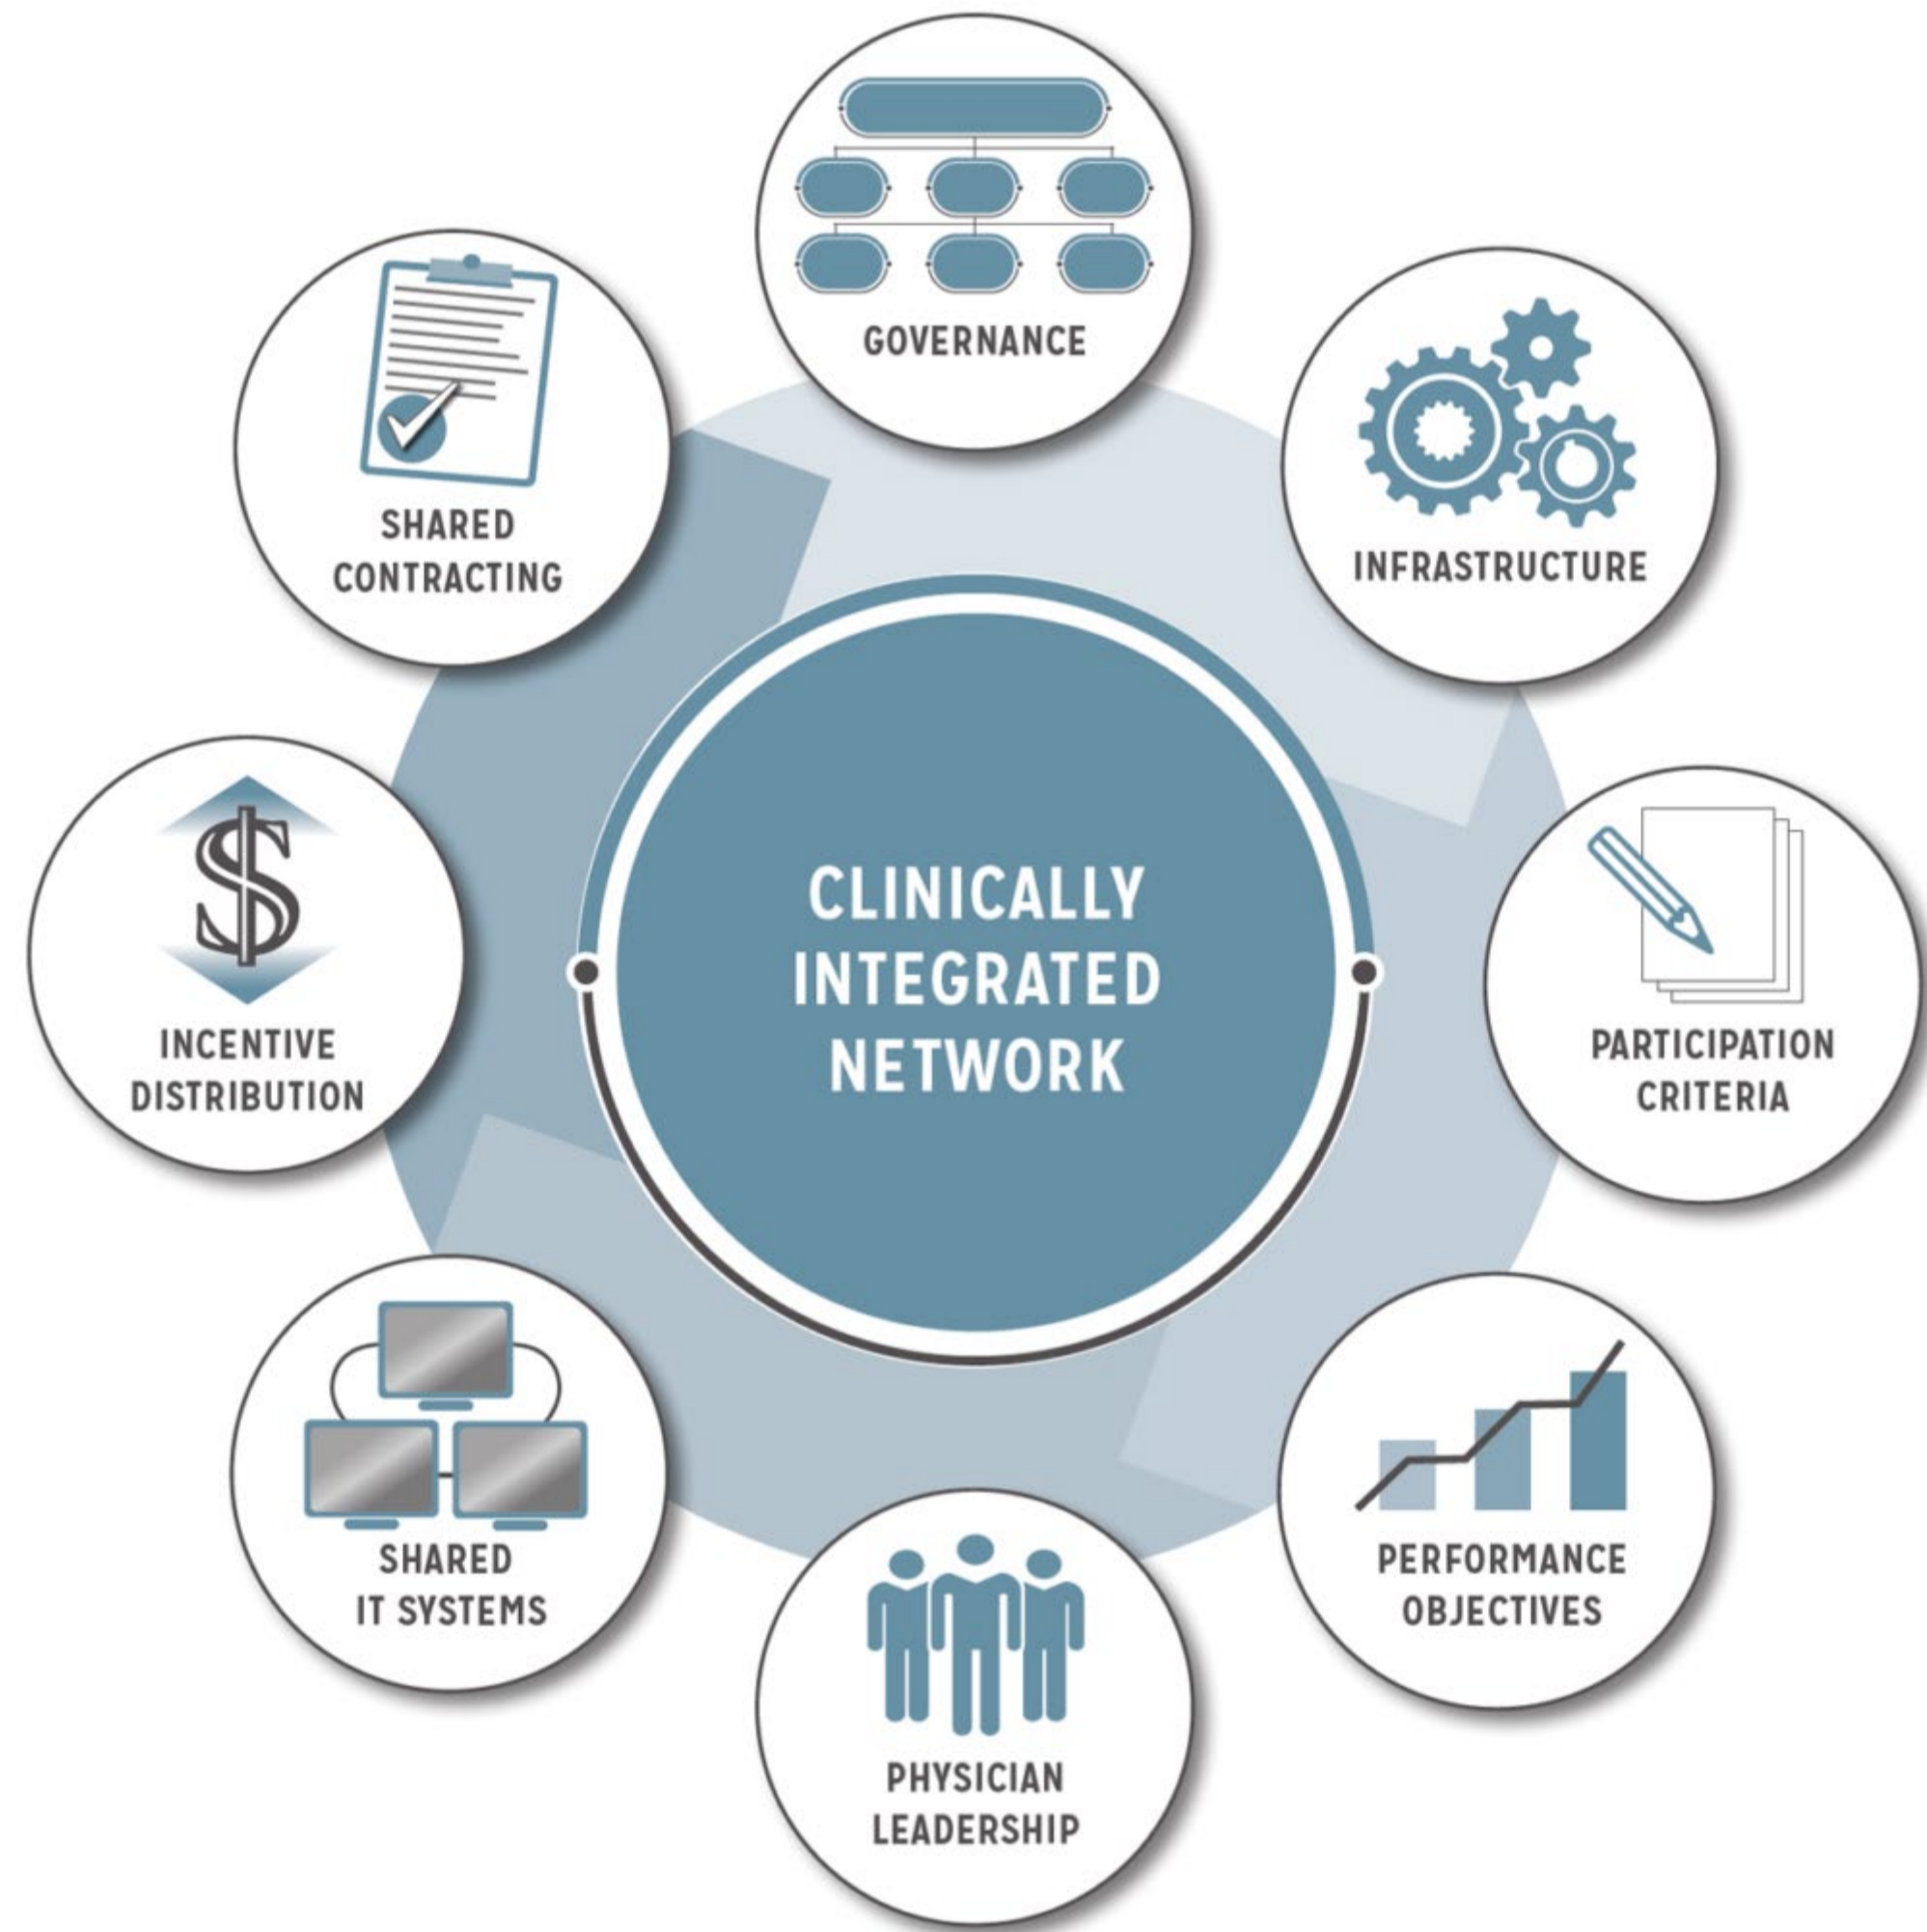 GOVERNANCE
INFRASTRUCTURE
PARTICIPATION
CRITERIA
PERFORMANCE
OBJECTIVES
PHYSICIAN
LEADERSHIP
SHARED
IT SYSTEMS
INCENTIVE
DISTRIBUTION
SHARED
CONTRACTING
CLINICALLY
INTEGRATED
NETWORK